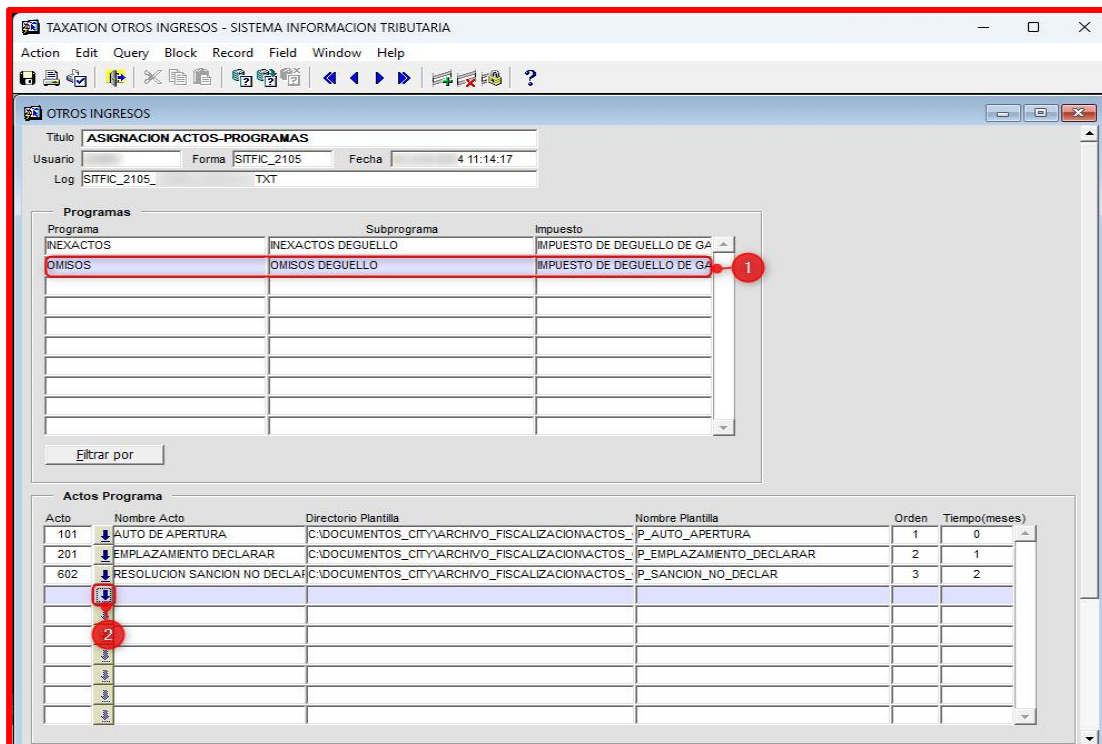 TAXATION OTROS INGRESOS - SISTEMA INFORMACION TRIBUTARIA
Action Edit Query Block Record Field Window Help
OTROS INGRESOS
Titulo ASIGNACION ACTOS-PROGRAMAS
Usuario Forma SITFIC_2105 Fecha 4 11:14:17
Log SITFIC_2105_ TXT
Programas
Programa Subprograma Impuesto
INEXACTOS INEXACTOS DEGUELLO IMPUESTO DE DEGUELLO DE GA
OMISOS OMISOS DEGUELLO IMPUESTO DE DEGUELLO DE GA
1
Filtrar por
Actos Programa
Acto Nombre Acto Directorio Plantilla Nombre Plantilla Orden Tiempo(meses)
101 AUTO DE APERTURA C:\DOCUMENTOS_CITY\ARCHIVO_FISCALIZACION\ACTOS_ P_AUTO_APERTURA 1 0
201 EMPLAZAMIENTO DECLARAR C:\DOCUMENTOS_CITY\ARCHIVO_FISCALIZACION\ACTOS_ P_EMPLAZAMIENTO_DECLARAR 2 1
602 RESOLUCION SANCION NO DECLAR C:\DOCUMENTOS_CITY\ARCHIVO_FISCALIZACION\ACTOS_ P_SANCION_NO_DECLAR 3 2
2